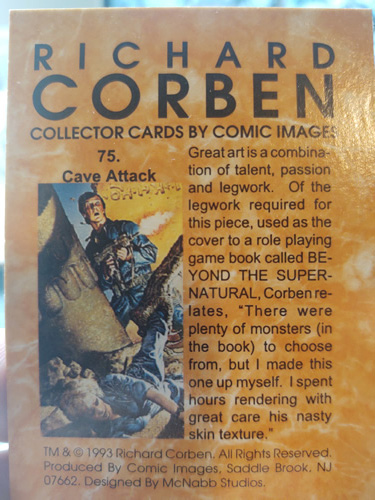 RICHARD
CORBEN
COLLECTOR CARDS BY COMIC IMAGES
75.
Cave Attack
Great art is a combina-
tion of talent, passion
and legwork. Of the
legwork required for
this piece, used as the
cover to a role playing
game book called BE-
YOND THE SUPER-
NATURAL, Corben re-
lates, "There were
plenty of monsters (in
the book) to choose
from, but I made this
one up myself. I spent
hours rendering with
great care his nasty
skin texture."
TM & © 1993 Richard Corben. All Rights Reserved.
Produced By Comic Images, Saddle Brook, NJ
07662. Designed By McNabb Studios.